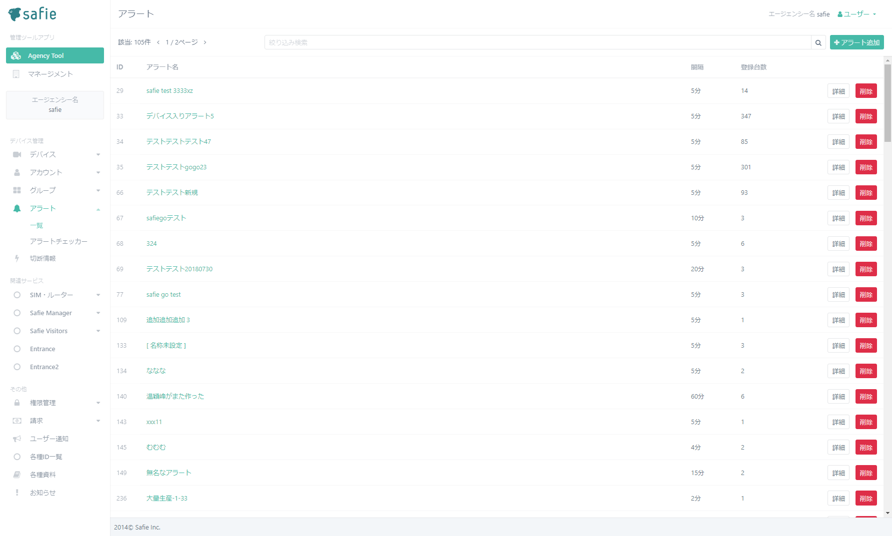 safie
アラート
エージェンシー名 safie
ユーザー
管理ツールアプリ
Agency Tool
マネージメント
エージェンシー名
safie
デバイス管理
デバイス
アカウント
グループ
アラート
一覧
アラートチェッカー
切断情報
関連サービス
SIM・ルーター
Safie Manager
Safie Visitors
Entrance
Entrance2
その他
権限管理
請求
ユーザー通知
各種ID一覧
各種資料
お知らせ
該当: 105件 < 1 / 2ページ >
絞り込み検索
+アラート追加
ID アラート名 間隔 登録台数
29 safie test 3333xz 5分 14 詳細 削除
33 デバイス入りアラート5 5分 347 詳細 削除
34 テストテストテスト47 5分 85 詳細 削除
35 テストテストgogo23 5分 301 詳細 削除
66 テストテスト新規 5分 93 詳細 削除
67 safiegoテスト 10分 3 詳細 削除
68 324 5分 6 詳細 削除
69 テストテスト20180730 20分 3 詳細 削除
77 safie go test 5分 3 詳細 削除
109 追加追加追加 3 5分 1 詳細 削除
133 [ 名称未設定 ] 5分 3 詳細 削除
134 ななな 5分 2 詳細 削除
140 がまた作った 60分 6 詳細 削除
142 xxx11 5分 1 詳細 削除
145 むむむ 4分 2 詳細 削除
149 無名なアラート 15分 2 詳細 削除
238 大量生産-1-33 2分 1 詳細 削除
2014© Safie Inc.